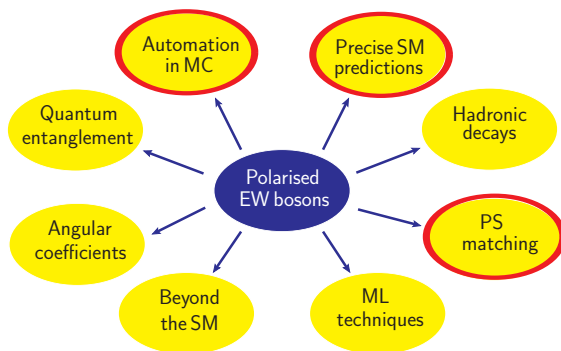 Automation
in MC
Precise SM
predictions
Quantum
entanglement
Hadronic
decays
Polarised
EW bosons
Angular
coefficients
PS
matching
Beyond
the SM
ML
techniques